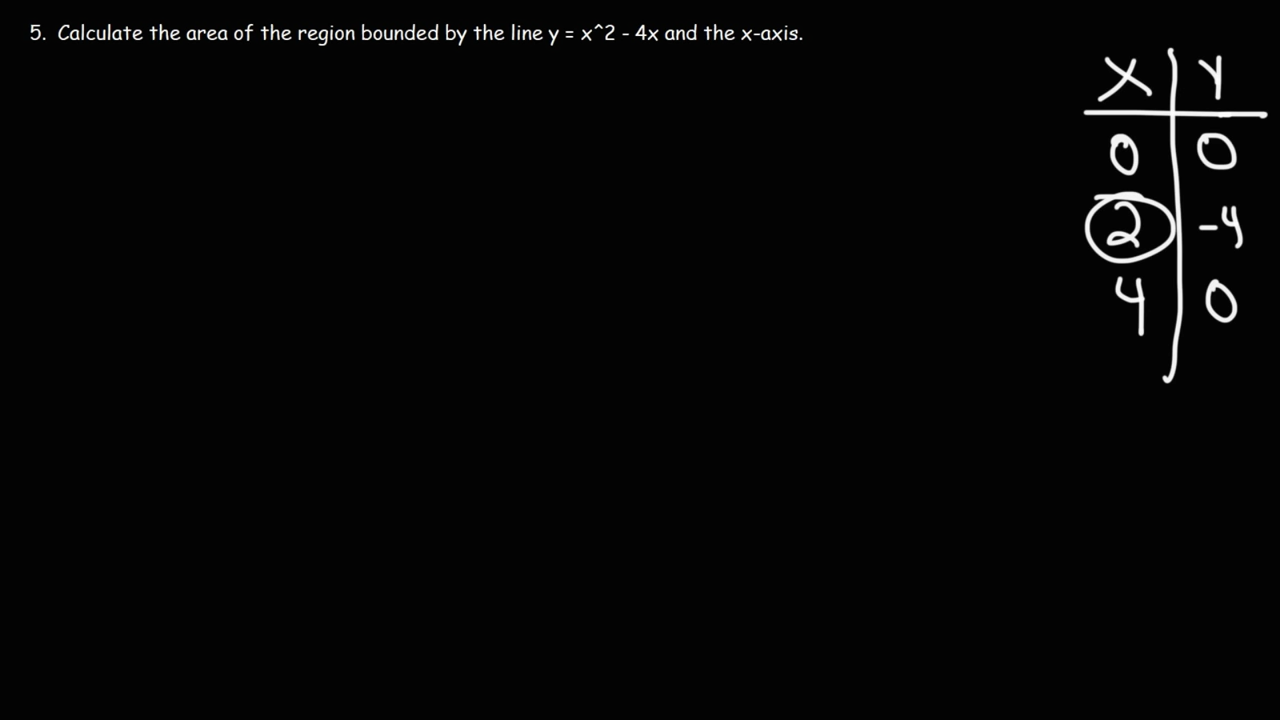 5. Calculate the area of the region bounded by the line y = x^2 - 4x and the x-axis.
X Y
0 0
2 -4
4 0